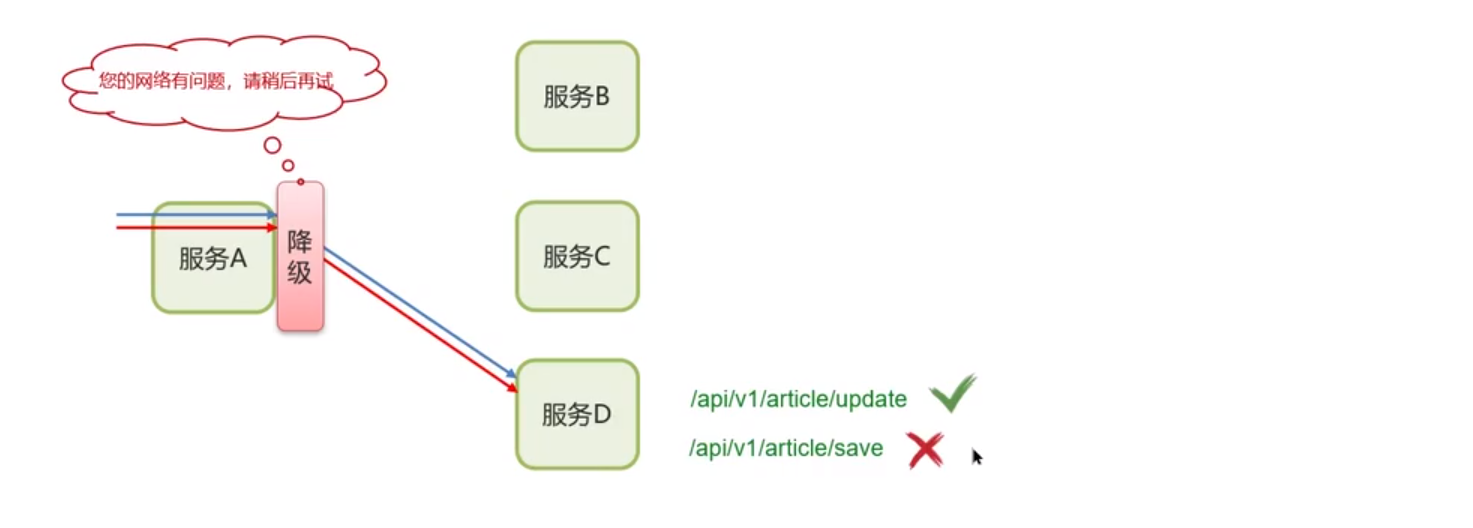 您的网络有问题，请稍后再试
服务B
服务A
降
级
服务C
服务D
/api/v1/article/update
/api/v1/article/save